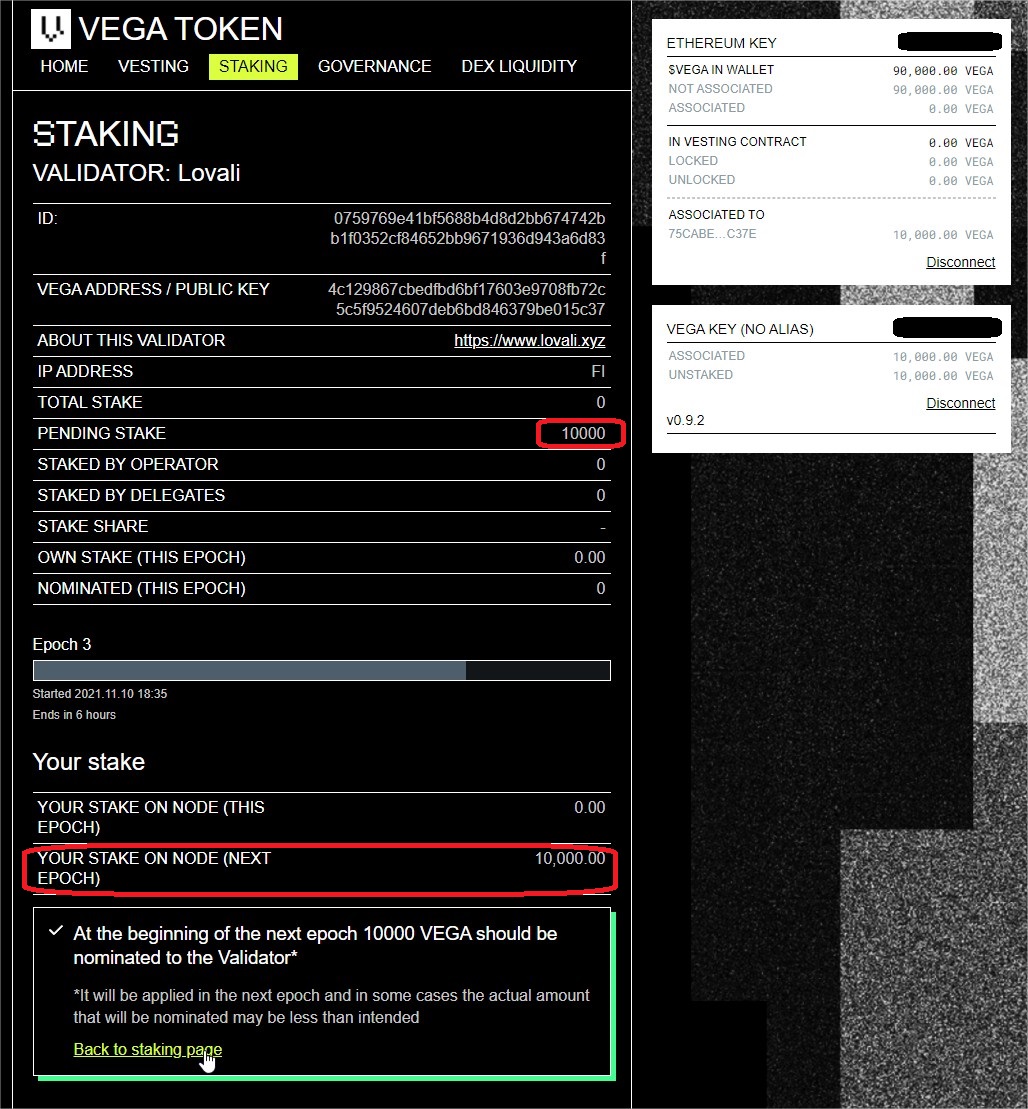 VEGA TOKEN
HOME VESTING STAKING GOVERNANCE DEX LIQUIDITY
STAKING
VALIDATOR: Lovali
ID: 0759769e41bf5688b4d8d2bb674742b
b1f0352cf84652bb9671936d943a6d83
f
VEGA ADDRESS / PUBLIC KEY 4c129867cbedfbd6bf17603e9708fb72c
5c5f9524607deb6bd846379be015c37
ABOUT THIS VALIDATOR https://www.lovali.xyz
IP ADDRESS FI
TOTAL STAKE 0
PENDING STAKE 10000
STAKED BY OPERATOR 0
STAKED BY DELEGATES 0
STAKE SHARE -
OWN STAKE (THIS EPOCH) 0.00
NOMINATED (THIS EPOCH) 0
Epoch 3
Started 2021.11.10 18:35
Ends in 6 hours
Your stake
YOUR STAKE ON NODE (THIS 0.00
EPOCH)
YOUR STAKE ON NODE (NEXT 10,000.00
EPOCH)
At the beginning of the next epoch 10000 VEGA should be
nominated to the Validator*
*It will be applied in the next epoch and in some cases the actual amount
that will be nominated may be less than intended
Back to staking page
ETHEREUM KEY
$VEGA IN WALLET 90,000.00 VEGA
NOT ASSOCIATED 90,000.00 VEGA
ASSOCIATED 0.00 VEGA
IN VESTING CONTRACT 0.00 VEGA
LOCKED 0.00 VEGA
UNLOCKED 0.00 VEGA
ASSOCIATED TO
75CABE...C37E 10,000.00 VEGA
Disconnect
VEGA KEY (NO ALIAS)
ASSOCIATED 10,000.00 VEGA
UNSTAKED 10,000.00 VEGA
Disconnect
v0.9.2